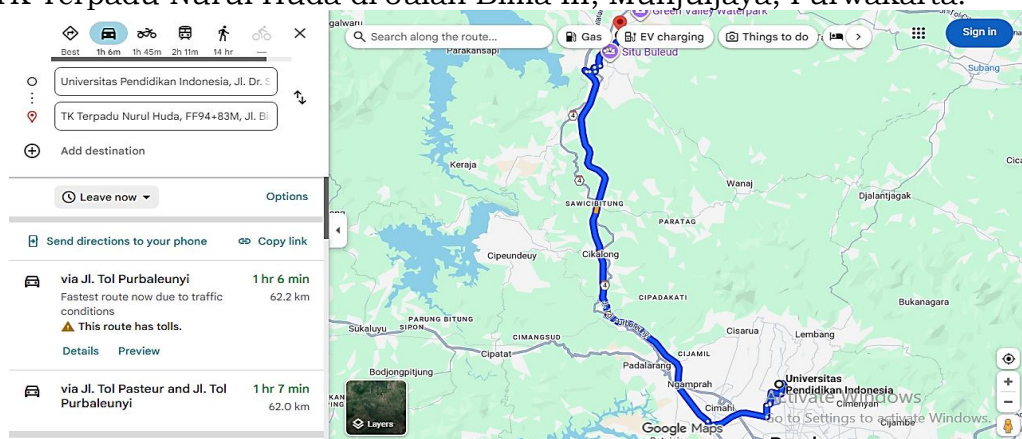 TK Terpadu Nurul Huda di Jalan Bima III, Munjuljaya, Purwakarta.
Best
1h 6m
1h 45m
2h 11m
14 hr
Universitas Pendidikan Indonesia, Jl. Dr. S
TK Terpadu Nurul Huda, FF94+83M, Jl. Bi
Add destination
Leave now
Options
Send directions to your phone
Copy link
via Jl. Tol Purbaleunyi
1 hr 6 min
Fastest route now due to traffic
62.2 km
conditions
This route has tolls.
Details
Preview
via Jl. Tol Pasteur and Jl. Tol
1 hr 7 min
Purbaleunyi
62.0 km
Search along the route...
Gas
EV charging
Things to do
Sign in
galwaru
Parakansapi
Green Valley Waterpark
Situ Buleud
Subang
4
Keraja
4
Wanaj
Djalantjagak
SAWICIBITUNG
PARATAG
Cipeundeuy
Cikalong
4
CIPADAKATI
Bukanagara
PARUNG BITUNG
Sukaluyu
SIPON
CIMANGSUD
Cisarua
Lembang
Cipatat
CIJAMIL
Bodjongpitjung
Padalarang
Ngamprah
Universitas
Pendidikan Indonesia
Cimahi
Cimenyan
Cijambe
Layers
Google Maps
Activate Windows
Go to Settings to activate Windows.